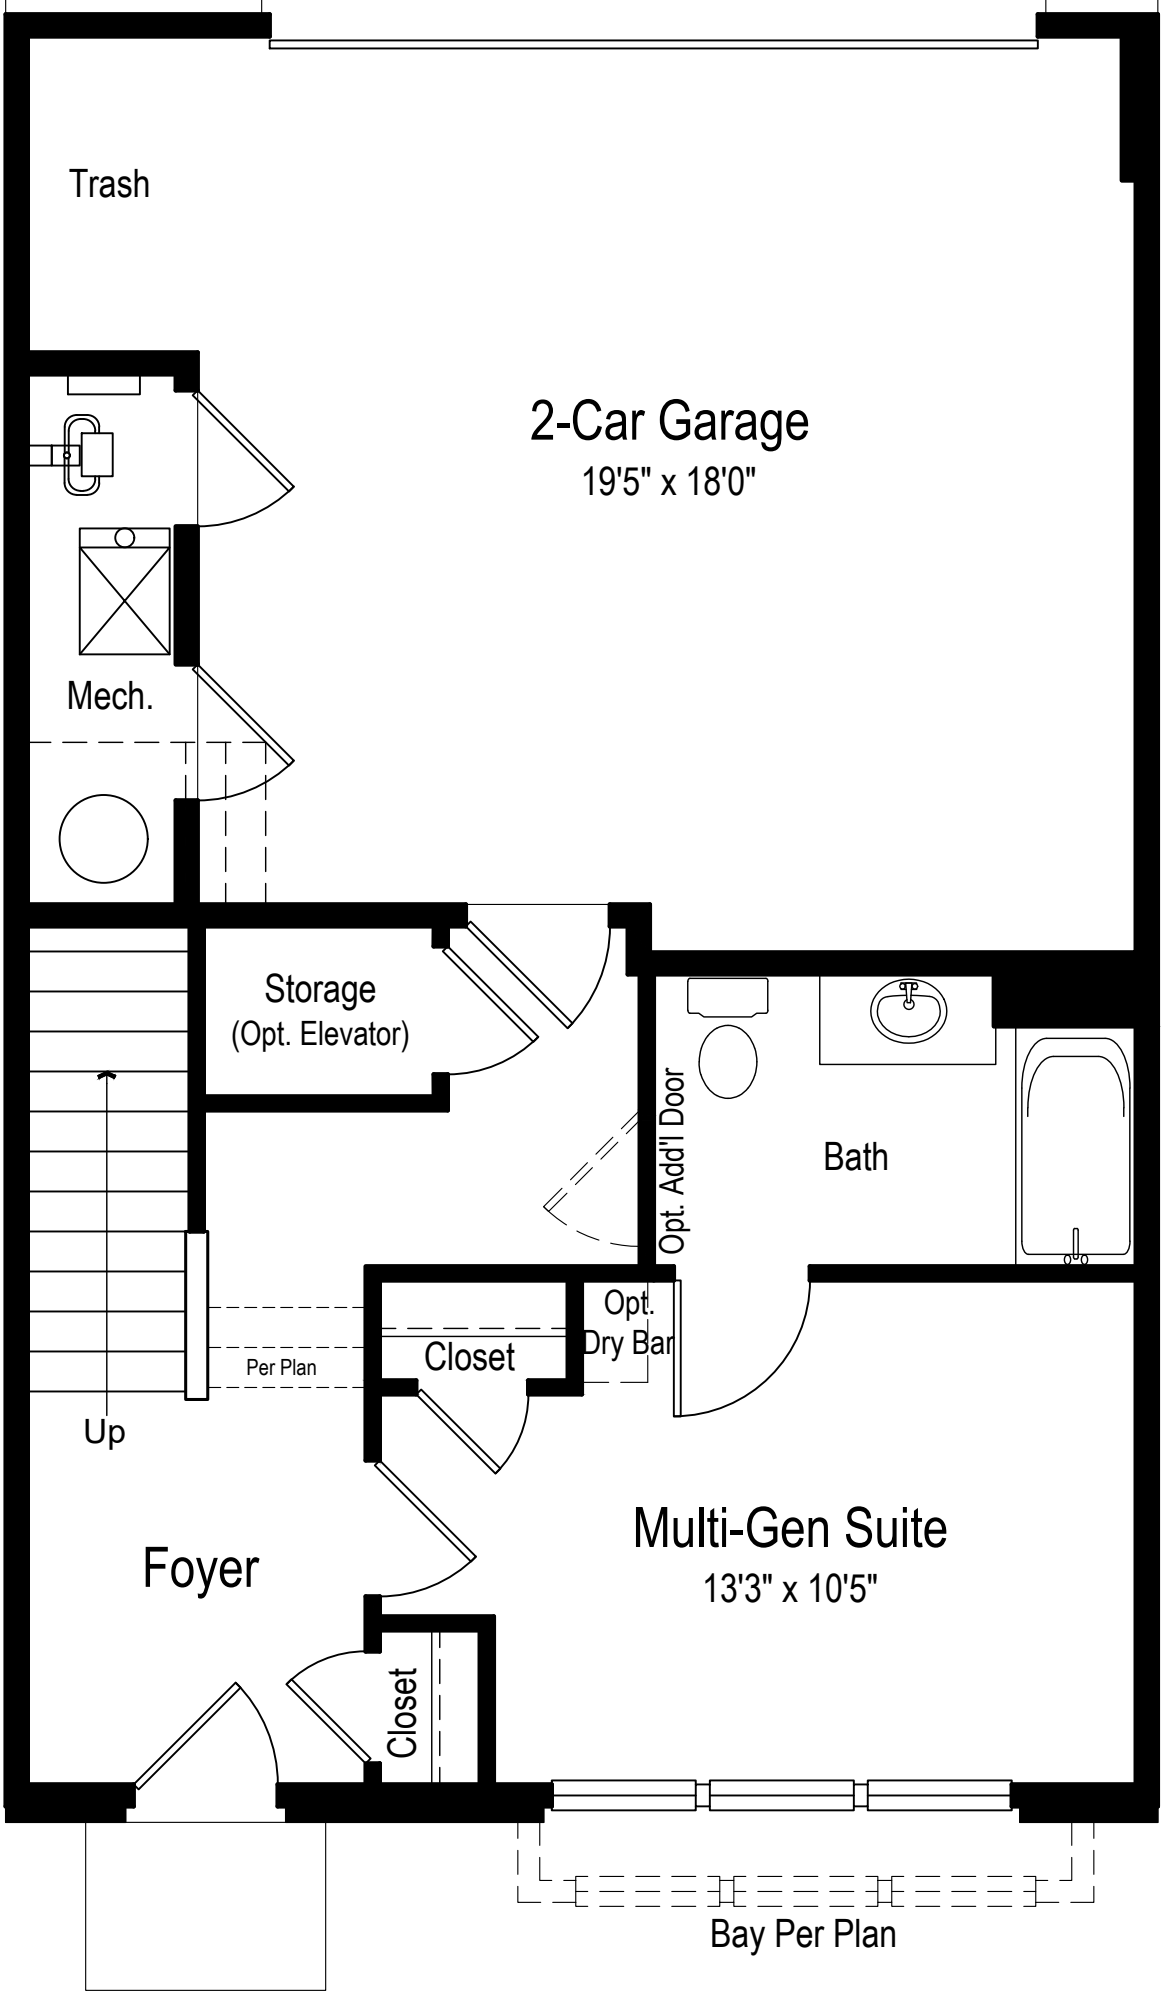 Trash
2-Car Garage
19'5" x 18'0"
Mech.
Storage
(Opt. Elevator)
Opt. Add'l Door
Bath
Opt.
Dry Bar
Closet
Per Plan
Up
Multi-Gen Suite
13'3" x 10'5"
Foyer
Closet
Bay Per Plan